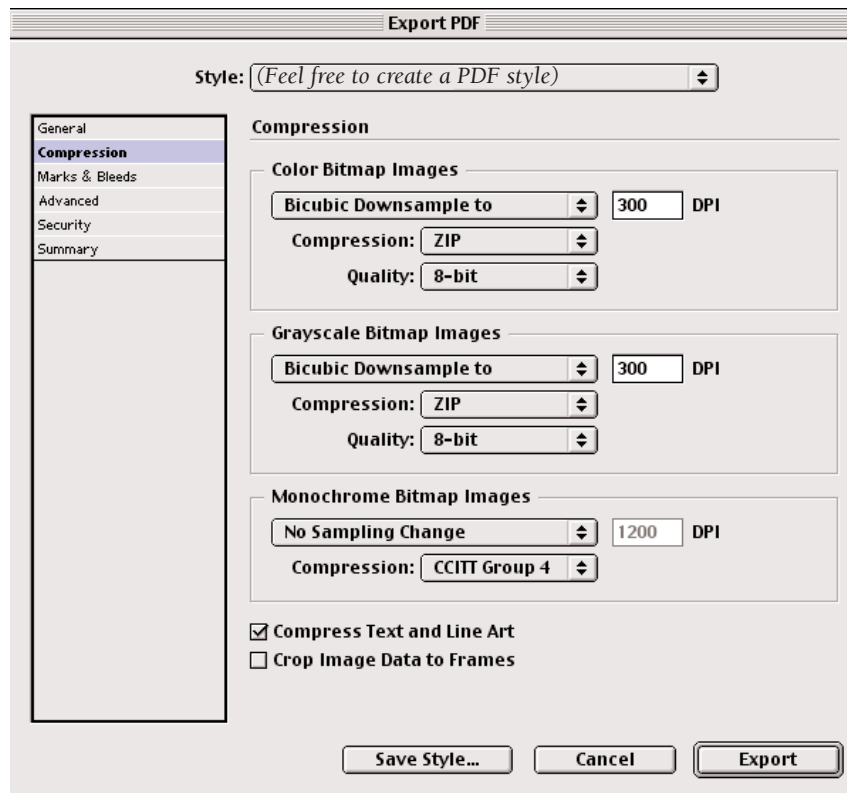 Export PDF
Style: (Feel free to create a PDF style)
General
Compression
Marks & Bleeds
Advanced
Security
Summary
Compression
Color Bitmap Images
Bicubic Downsample to 300 DPI
Compression: ZIP
Quality: 8-bit
Grayscale Bitmap Images
Bicubic Downsample to 300 DPI
Compression: ZIP
Quality: 8-bit
Monochrome Bitmap Images
No Sampling Change 1200 DPI
Compression: CCITT Group 4
Compress Text and Line Art
Crop Image Data to Frames
Save Style... Cancel Export